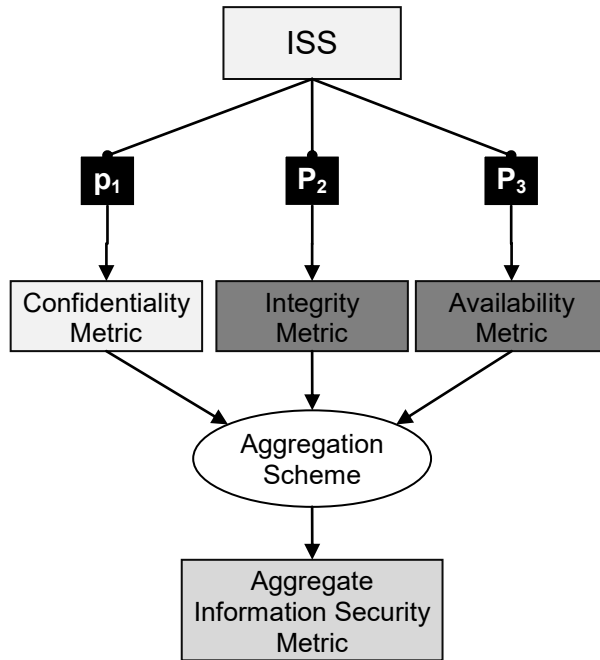 ISS
p₁
P₂
P₃
Confidentiality
Metric
Integrity
Metric
Availability
Metric
Aggregation
Scheme
Aggregate
Information Security
Metric